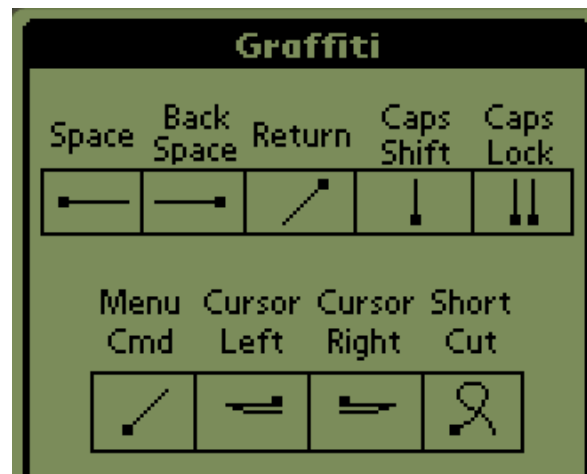 Graffiti
Space Back Space Return Caps Shift Caps Lock
Menu Cmd Cursor Left Cursor Right Short Cut